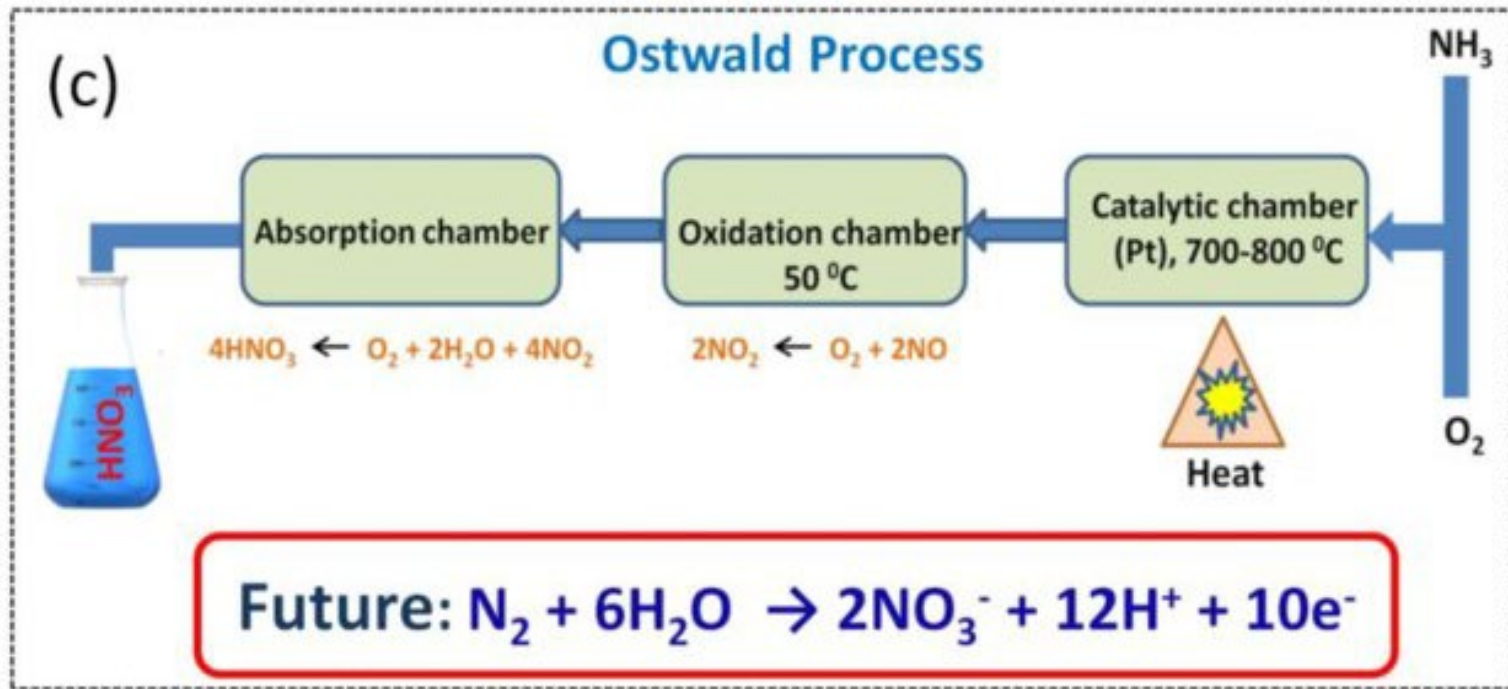 (c)
Ostwald Process
NH₃
Absorption chamber
Oxidation chamber
50 ⁰C
Catalytic chamber
(Pt), 700-800 ⁰C
4HNO₃ ← O₂ + 2H₂O + 4NO₂
2NO₂ ← O₂ + 2NO
HNO₃
Heat
O₂
Future: N₂ + 6H₂O → 2NO₃⁻ + 12H⁺ + 10e⁻